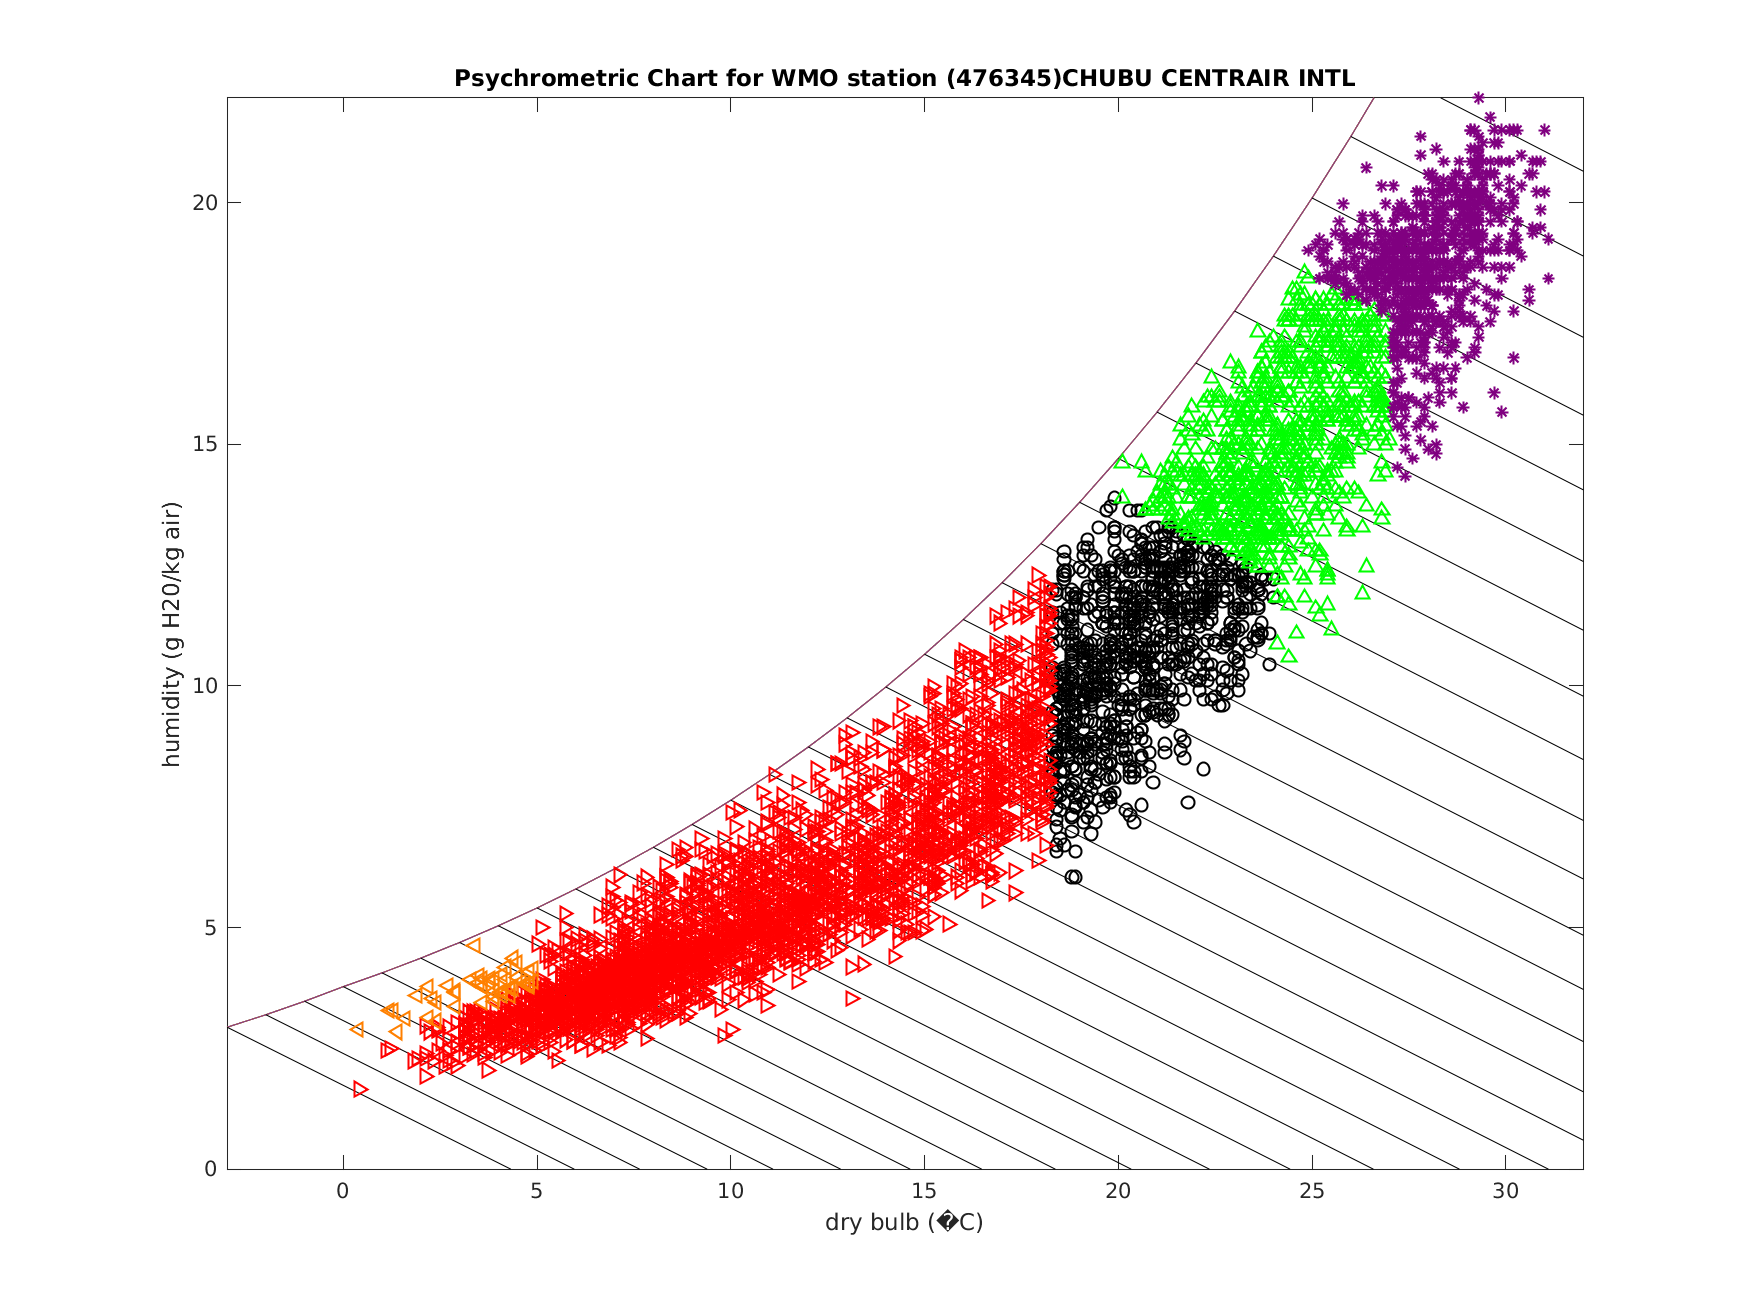 Psychrometric Chart for WMO station (476345)CHUBU CENTRAIR INTL
20
15
10
5
0
humidity (g H20/kg air)
0 5 10 15 20 25 30
dry bulb (�C)